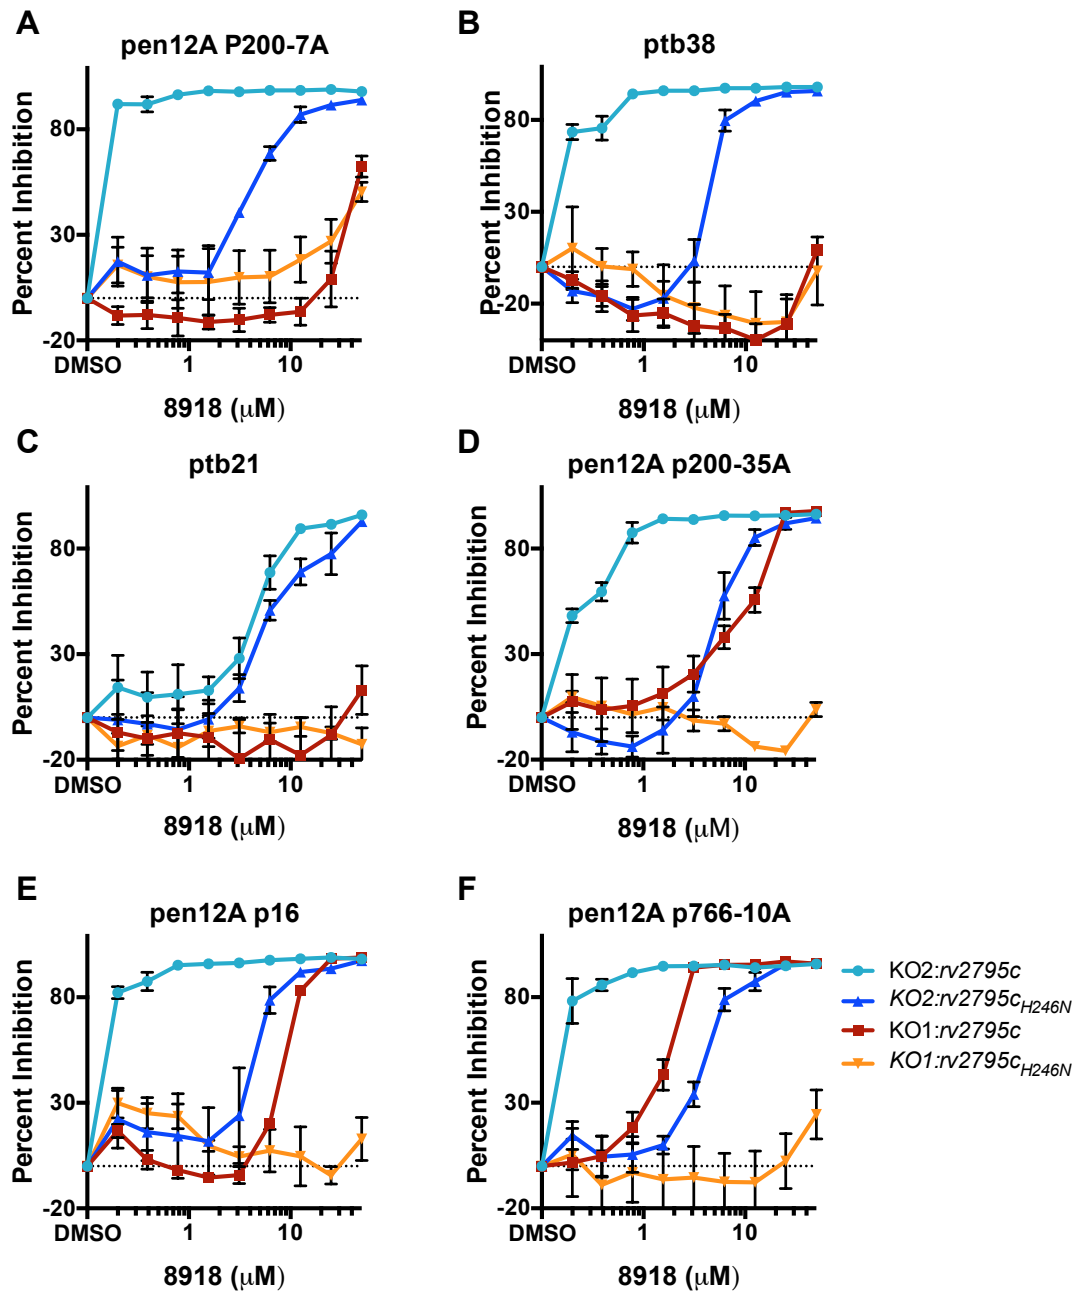 A
pen12A P200-7A
Percent Inhibition
80
30
-20
DMSO 1 10
8918 (μM)
B
ptb38
Percent Inhibition
80
30
-20
DMSO 1 10
8918 (μM)
C
ptb21
Percent Inhibition
80
30
-20
DMSO 1 10
8918 (μM)
D
pen12A p200-35A
Percent Inhibition
80
30
-20
DMSO 1 10
8918 (μM)
E
pen12A p16
Percent Inhibition
80
30
-20
DMSO 1 10
8918 (μM)
F
pen12A p766-10A
Percent Inhibition
80
30
-20
DMSO 1 10
8918 (μM)
KO2:rv2795c
KO2:rv2795cH246N
KO1:rv2795c
KO1:rv2795cH246N